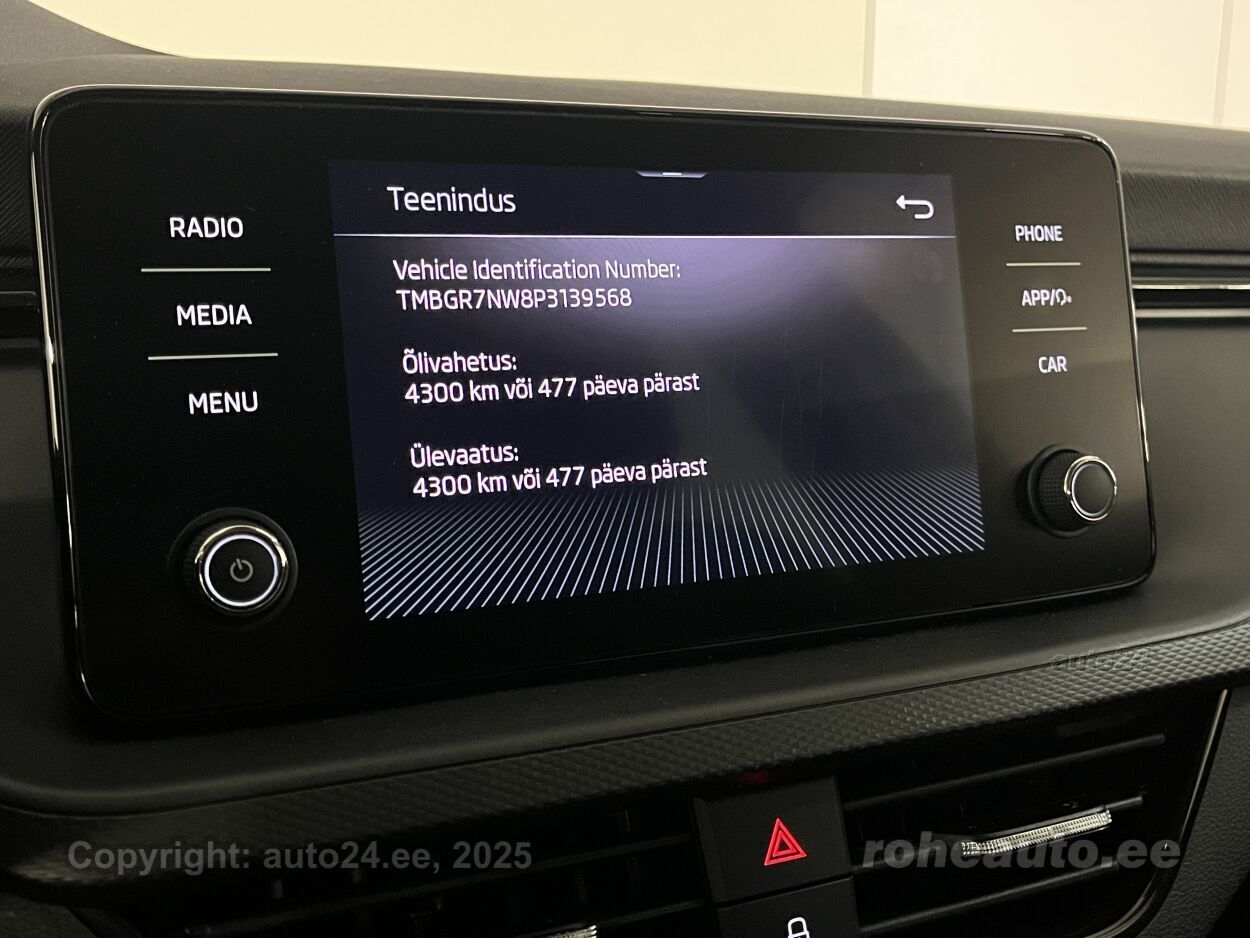 Teenindus
RADIO
MEDIA
MENU
Vehicle Identification Number:
TMBGR7NW8P3139568
Õlivahetus:
4300 km või 477 päeva pärast
Ülevaatus:
4300 km või 477 päeva pärast
PHONE
APP/
CAR
auto24
Copyright: auto24.ee, 2025
roheauto.ee